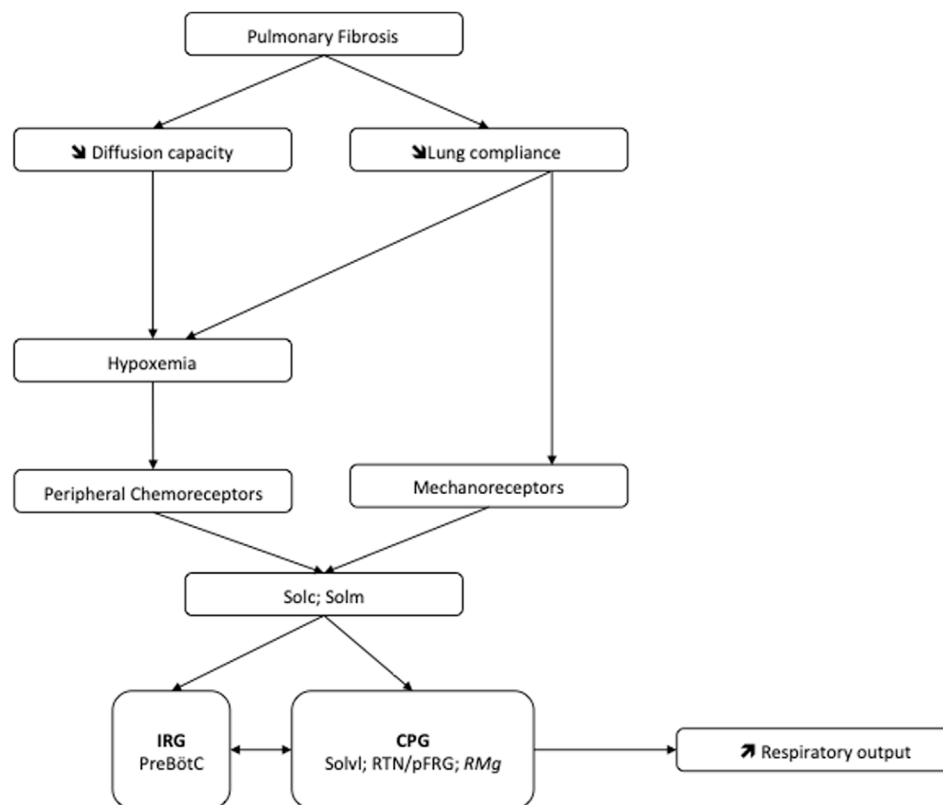 Pulmonary Fibrosis
⬊ Diffusion capacity
⬊Lung compliance
Hypoxemia
Peripheral Chemoreceptors
Mechanoreceptors
Solc; Solm
IRG
PreBötC
CPG
Solvl; RTN/pFRG; RMg
⬈ Respiratory output